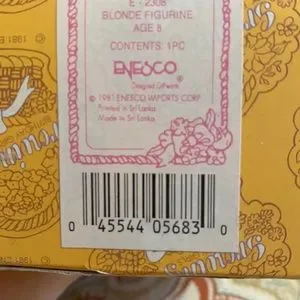 E - 2308
BLONDE FIGURINE
AGE 8
CONTENTS: 1PC
ENESCO®
Designed Giftware
© 1981 ENESCO IMPORTS CORP
Printed in Sri Lanka
Made in Sri Lanka
0 45544 05683 0
© 1981 E